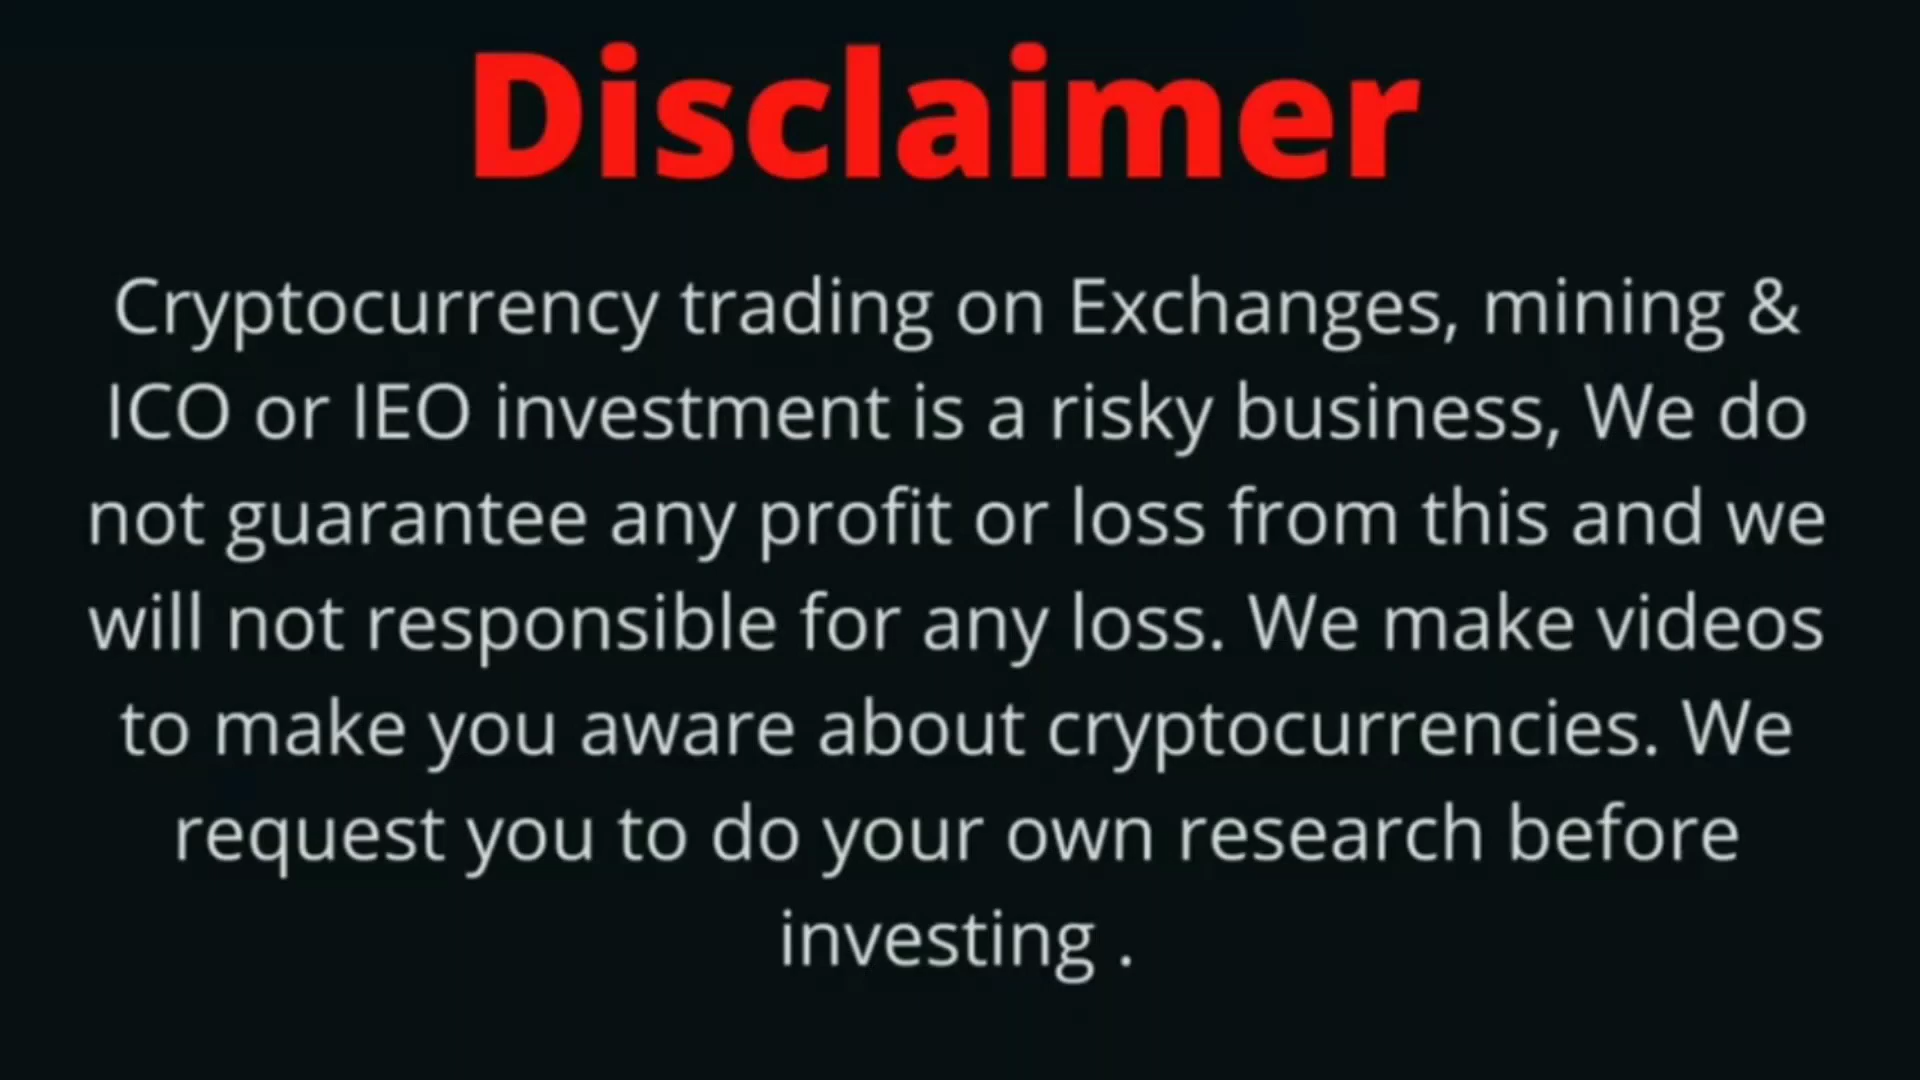 Disclaimer
Cryptocurrency trading on Exchanges, mining &
ICO or IEO investment is a risky business, We do
not guarantee any profit or loss from this and we
will not responsible for any loss. We make videos
to make you aware about cryptocurrencies. We
request you to do your own research before
investing .